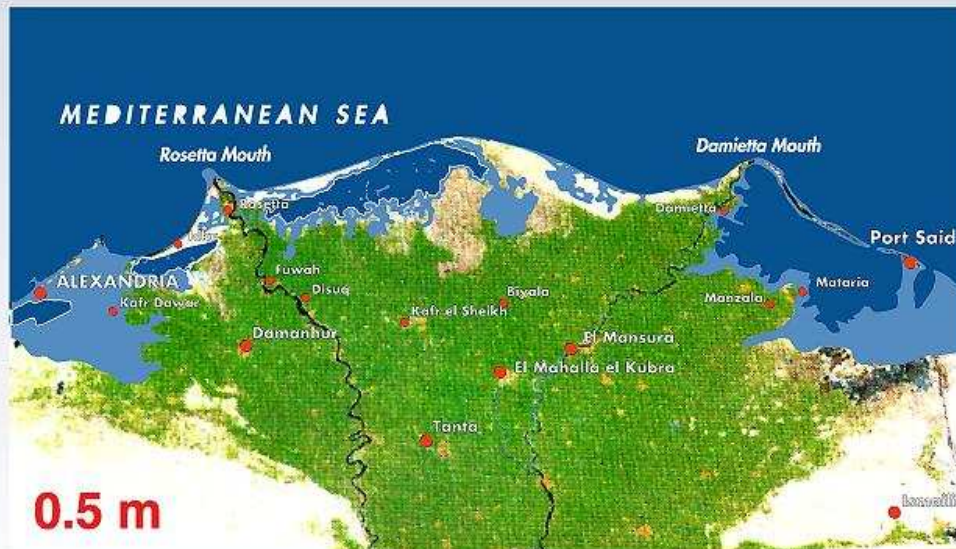 MEDITERRANEAN SEA
Rosetta Mouth
Damietta Mouth
Rosetta
Damietta
Port Said
ALEXANDRIA
Fuwah
Disuq
Biyala
Manzala
Mataria
Kafr Dawar
Kafr el Sheikh
Damanhur
El Mansura
El Mahalla el Kubra
Tanta
0.5 m